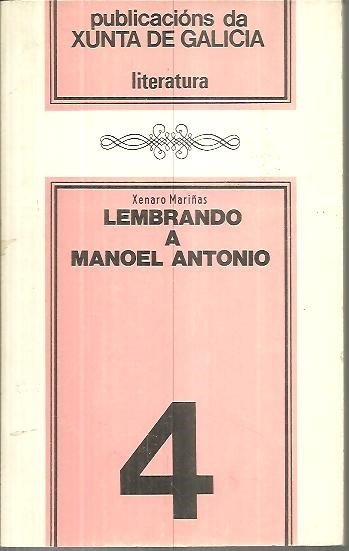 publicacións da
XUNTA DE GALICIA
literatura
Xenaro Mariñas
LEMBRANDO
A
MANOEL ANTONIO
4